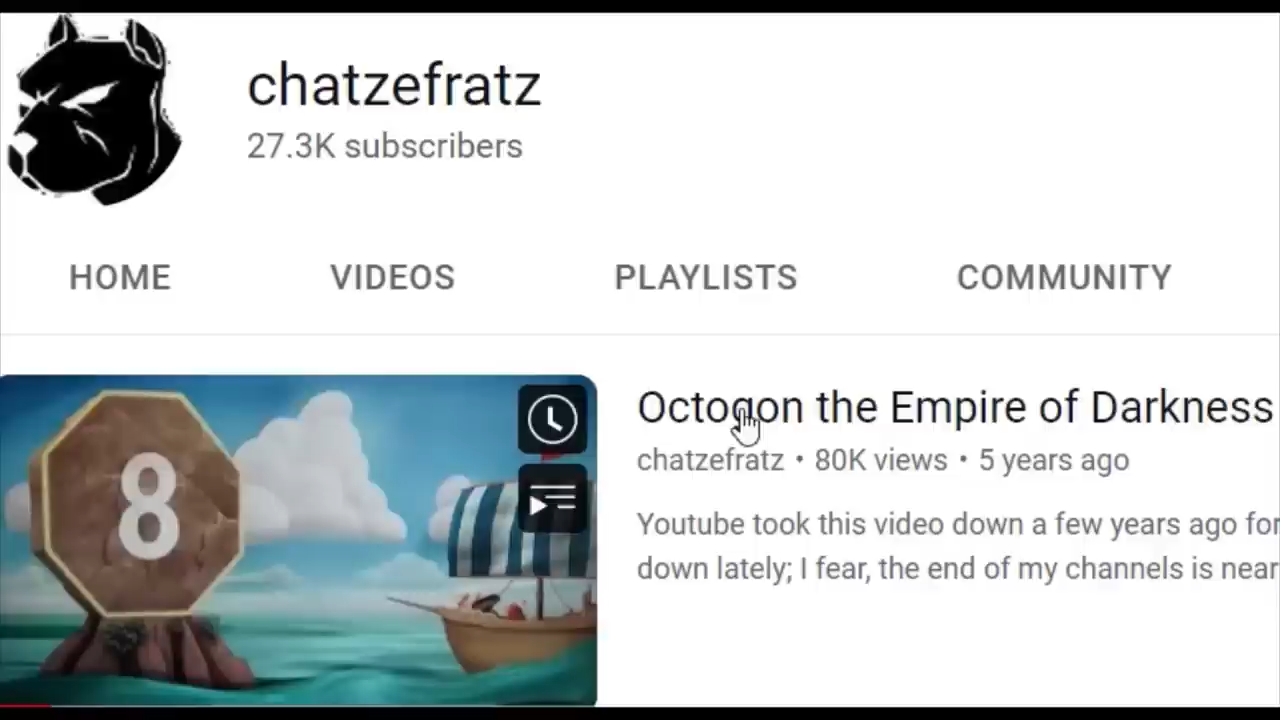 chatzefratz
27.3K subscribers
HOME VIDEOS PLAYLISTS COMMUNITY
8
Octogon the Empire of Darkness
chatzefratz • 80K views • 5 years ago
Youtube took this video down a few years ago for
down lately; I fear, the end of my channels is near